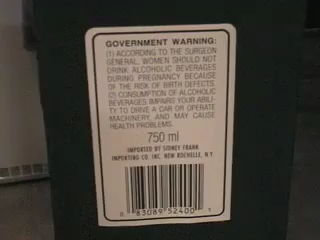 GOVERNMENT WARNING:
(1) ACCORDING TO THE SURGEON
GENERAL, WOMEN SHOULD NOT
DRINK ALCOHOLIC BEVERAGES
DURING PREGNANCY BECAUSE
OF THE RISK OF BIRTH DEFECTS.
(2) CONSUMPTION OF ALCOHOLIC
BEVERAGES IMPAIRS YOUR ABILI-
TY TO DRIVE A CAR OR OPERATE
MACHINERY, AND MAY CAUSE
HEALTH PROBLEMS.
750 ml
IMPORTED BY SIDNEY FRANK
IMPORTING CO. INC. NEW ROCHELLE, N.Y.
0 83089 52400 1